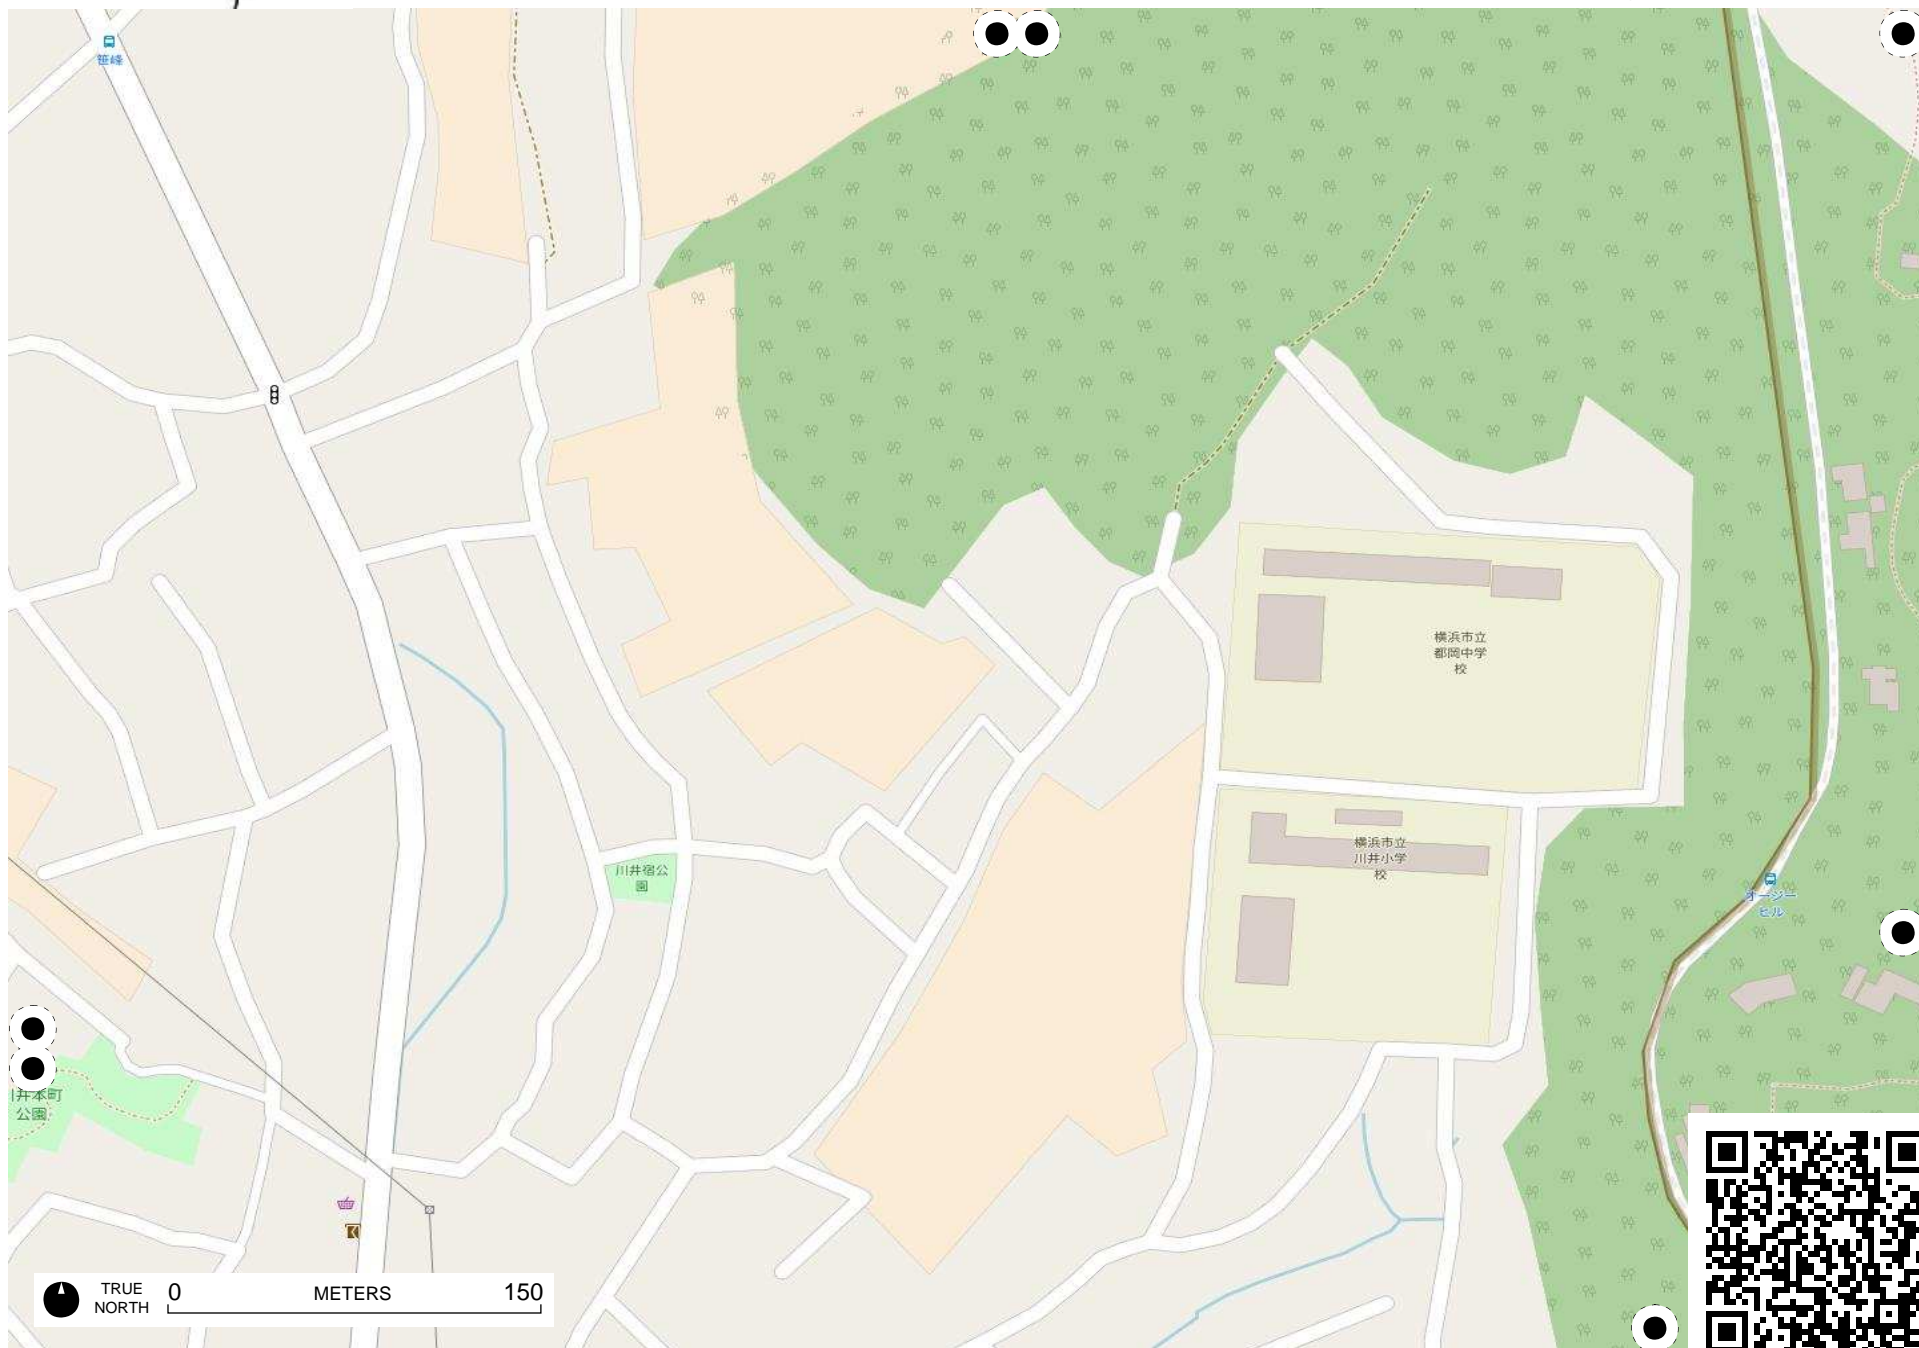 笹峰
横浜市立
都岡中学
校
横浜市立
川井小学
校
川井宿公
園
オージー
ヒル
川井本町
公園
TRUE
NORTH
0
METERS
150